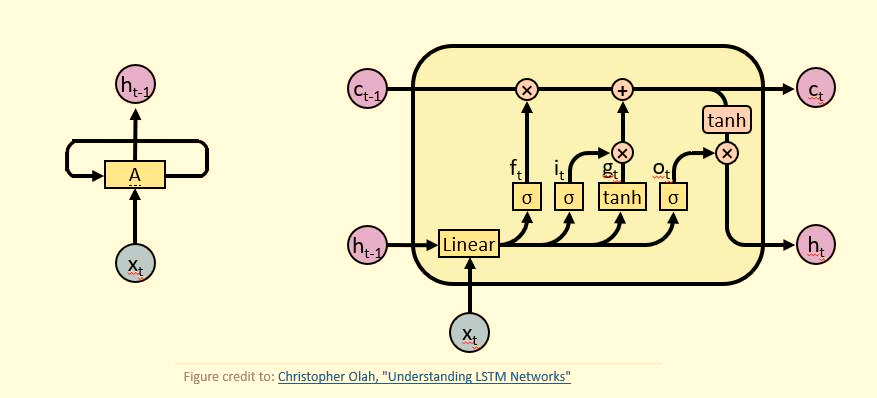 h_t-1
A
x_t
c_t-1
×
+
c_t
tanh
×
×
f_t
i_t
g_t
o_t
σ
σ
tanh
σ
h_t-1
Linear
h_t
x_t
Figure credit to: Christopher Olah, "Understanding LSTM Networks"